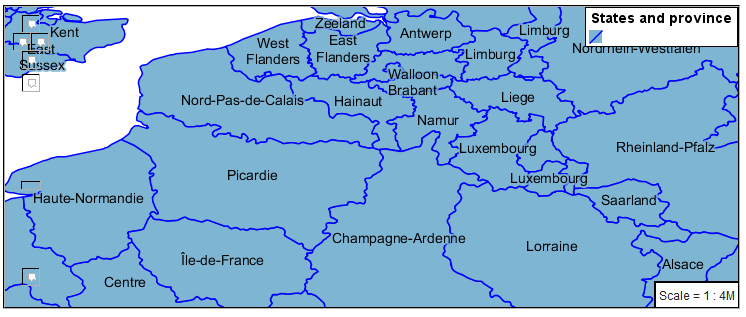 Kent
East
Sussex
Zeeland
West
Flanders
East
Flanders
Antwerp
Limburg
Limburg
Nordrhein-Westfalen
States and province
Walloon
Brabant
Nord-Pas-de-Calais
Hainaut
Liege
Namur
Luxembourg
Rheinland-Pfalz
Picardie
Luxembourg
Haute-Normandie
Saarland
Champagne-Ardenne
Lorraine
Île-de-France
Alsace
Centre
Scale = 1 : 4M